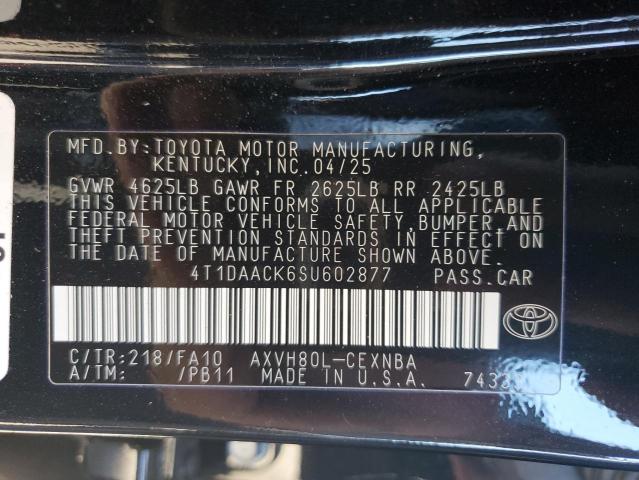 MFD.BY:TOYOTA MOTOR MANUFACTURING,
KENTUCKY,INC.04/25
GVWR 4625LB GAWR FR 2625LB RR 2425LB
THIS VEHICLE CONFORMS TO ALL APPLICABLE
FEDERAL MOTOR VEHICLE SAFETY,BUMPER,AND
THEFT PREVENTION STANDARDS IN EFFECT ON
THE DATE OF MANUFACTURE SHOWN ABOVE.
4T1DAACK6SU602877 PASS.CAR
C/TR:218/FA10 AXVH80L-CEXNBA
A/TM: /PB11 MADE IN U.S.A.